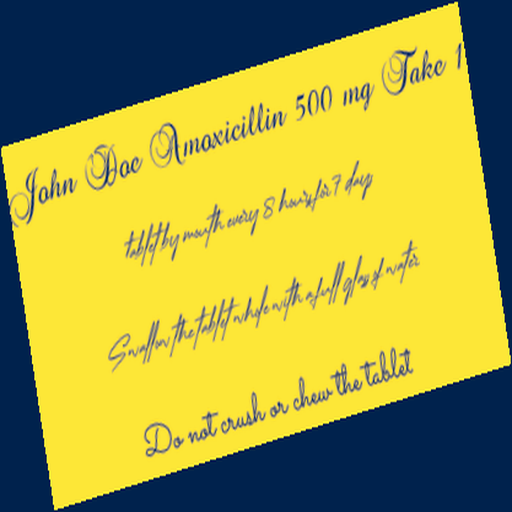 John Doe Amoxicillin 500 mg Take 1
tablet by mouth every 8 hours for 7 days
Swallow the tablet whole with a full glass of water
Do not crush or chew the tablet